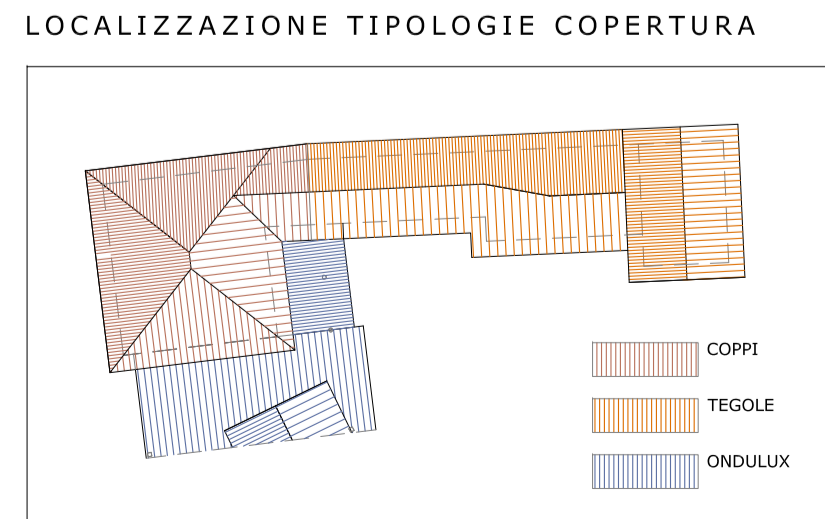 LOCALIZZAZIONE TIPOLOGIE COPERTURA
COPPI
TEGOLE
ONDULUX